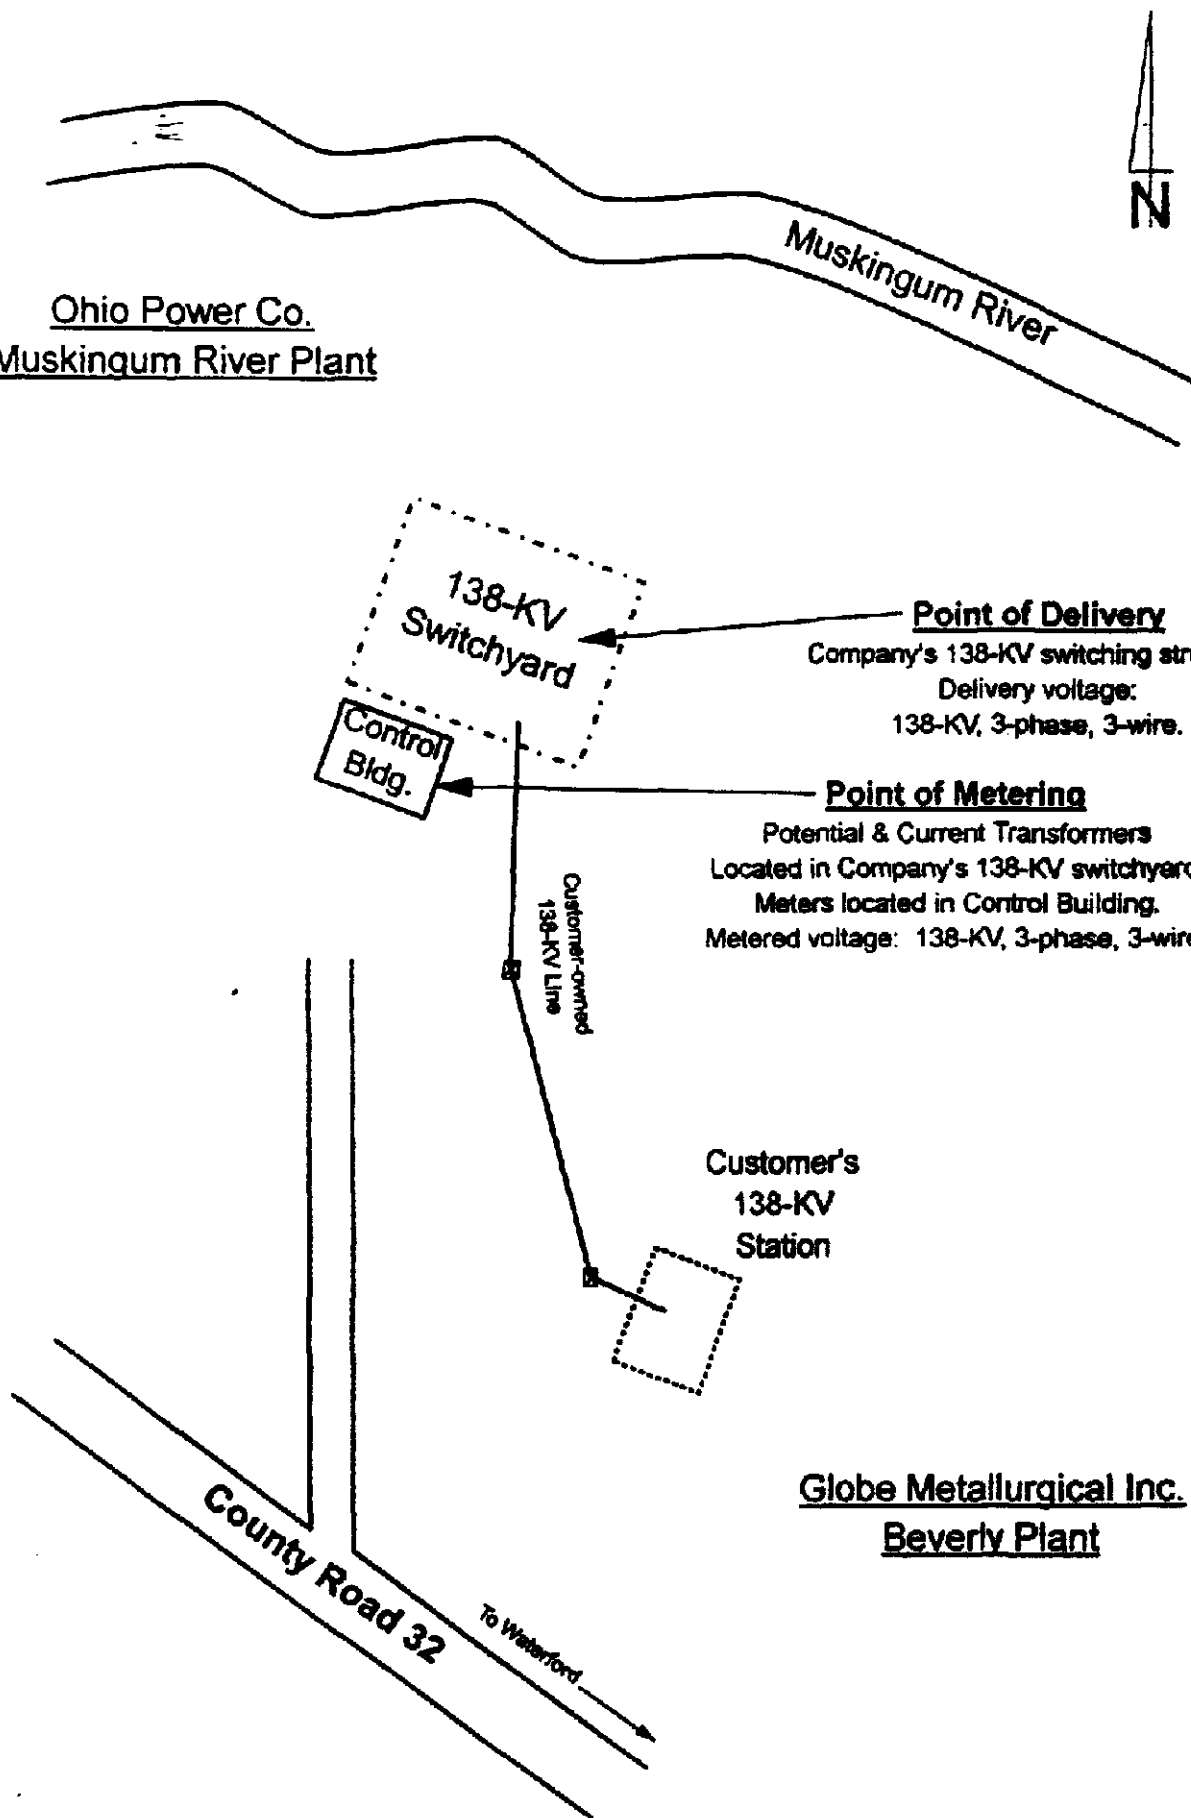 N
Muskingum River
Ohio Power Co.
Muskingum River Plant
138-KV
Switchyard
Point of Delivery
Company's 138-KV switching
Delivery voltage:
138-KV, 3-phase, 3-wire.
Control
Bldg.
Point of Metering
Potential & Current Transformers
Located in Company's 138-KV switchyard
Meters located in Control Building.
Metered voltage: 138-KV, 3-phase, 3-wire
Customer-owned
138-KV Line
Customer's
138-KV
Station
Globe Metallurgical Inc.
Beverly Plant
County Road 32
To Waterford